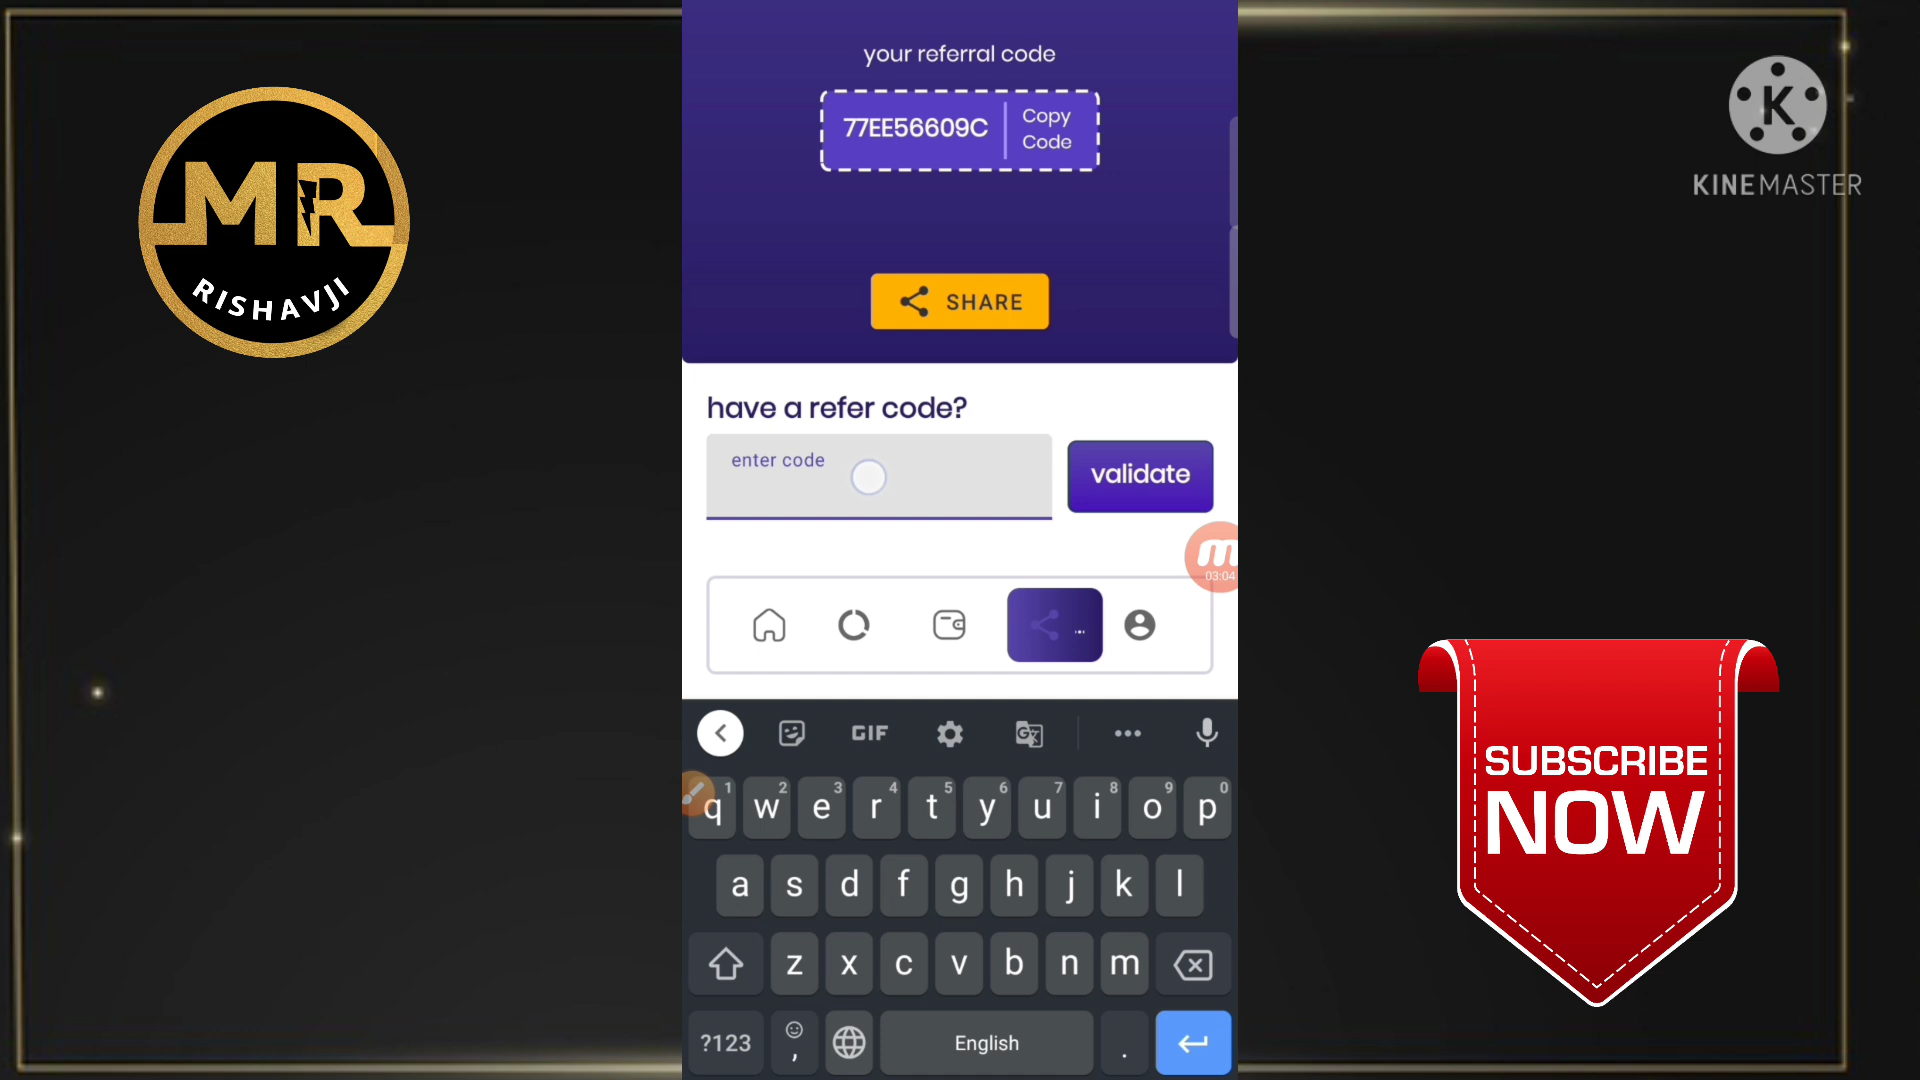 your referral code
77EE56609C
Copy
Code
SHARE
have a refer code?
enter code
validate
03:04
MR
RISHAVJI
K
KINEMASTER
SUBSCRIBE
NOW
GIF
G
1 2 3 4 5 6 7 8 9 0
q w e r t y u i o p
a s d f g h j k l
z x c v b n m
?123 , English .